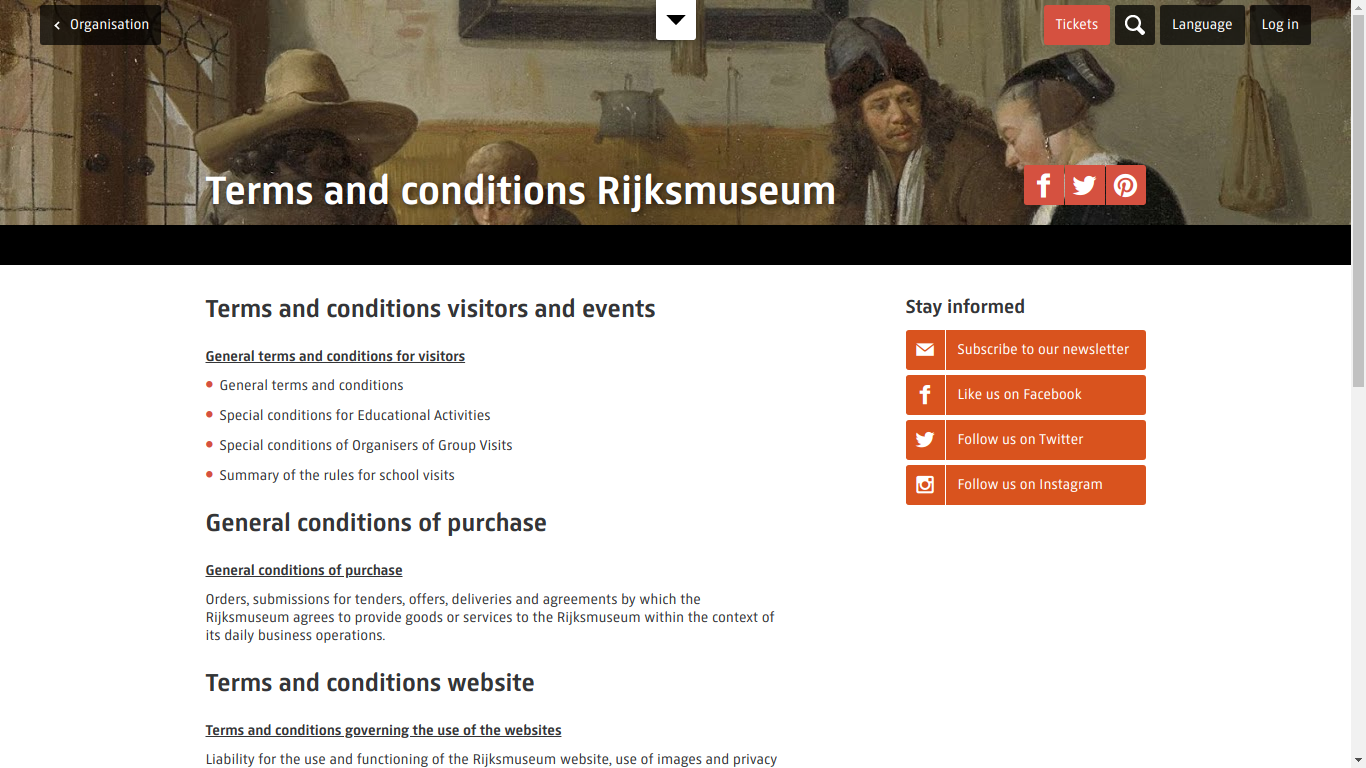 Organisation
Tickets
Language
Log in
Terms and conditions Rijksmuseum
Terms and conditions visitors and events
General terms and conditions for visitors
General terms and conditions
Special conditions for Educational Activities
Special conditions of Organisers of Group Visits
Summary of the rules for school visits
General conditions of purchase
General conditions of purchase
Orders, submissions for tenders, offers, deliveries and agreements by which the
Rijksmuseum agrees to provide goods or services to the Rijksmuseum within the context of
its daily business operations.
Terms and conditions website
Terms and conditions governing the use of the websites
Liability for the use and functioning of the Rijksmuseum website, use of images and privacy
Stay informed
Subscribe to our newsletter
Like us on Facebook
Follow us on Twitter
Follow us on Instagram